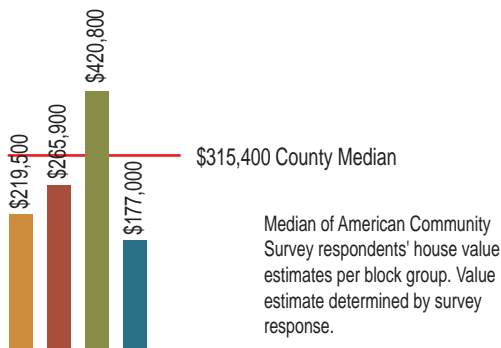 $420,800
$265,900
$219,500
$177,000
$315,400 County Median
Median of American Community
Survey respondents' house value
estimates per block group. Value
estimate determined by survey
response.